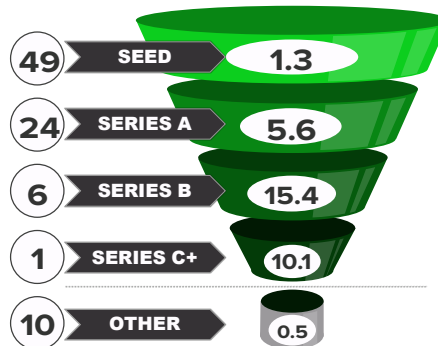 49 SEED 1.3
24 SERIES A 5.6
6 SERIES B 15.4
1 SERIES C+ 10.1
10 OTHER 0.5